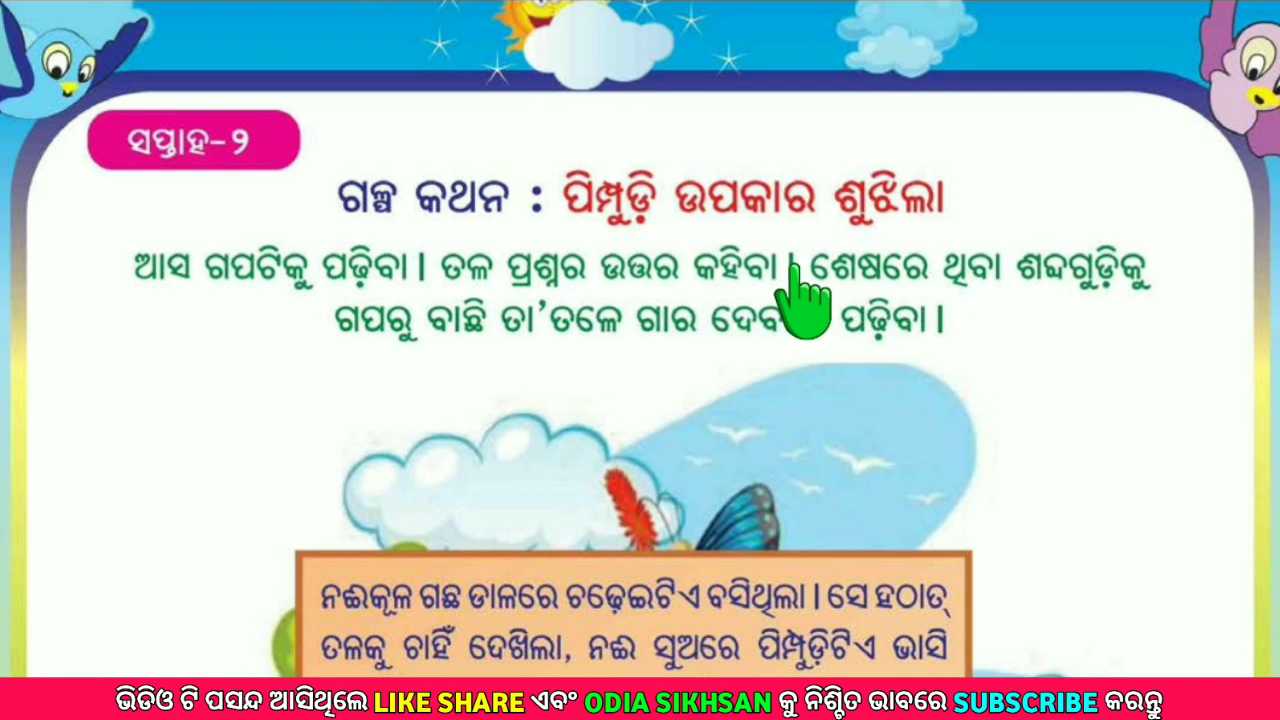 ସପ୍ତାହ-୨
ଗଳ୍ପ କଥନ : ପିମ୍ପୁଡ଼ି ଉପକାର ଶୁଝିଲା
ଆସ ଗପଟିକୁ ପଢ଼ିବା। ତଳ ପ୍ରଶ୍ନର ଉତ୍ତର କହିବା। ଶେଷରେ ଥିବା ଶବ୍ଦଗୁଡ଼ିକୁ
ଗପରୁ ବାଛି ତା'ତଳେ ଗାର ଦେବା ପଢ଼ିବା।
ନଈକୂଳ ଗଛ ଡାଳରେ ଚଢ଼େଇଟିଏ ବସିଥିଲା। ସେ ହଠାତ୍
ତଳକୁ ଚାହିଁ ଦେଖିଲା, ନଈ ସୁଅରେ ପିମ୍ପୁଡ଼ିଟିଏ ଭାସି
ଭିଡିଓ ଟି ପସନ୍ଦ ଆସିଥିଲେ LIKE SHARE ଏବଂ ODIA SIKHSAN କୁ ନିଶ୍ଚିତ ଭାବରେ SUBSCRIBE କରନ୍ତୁ